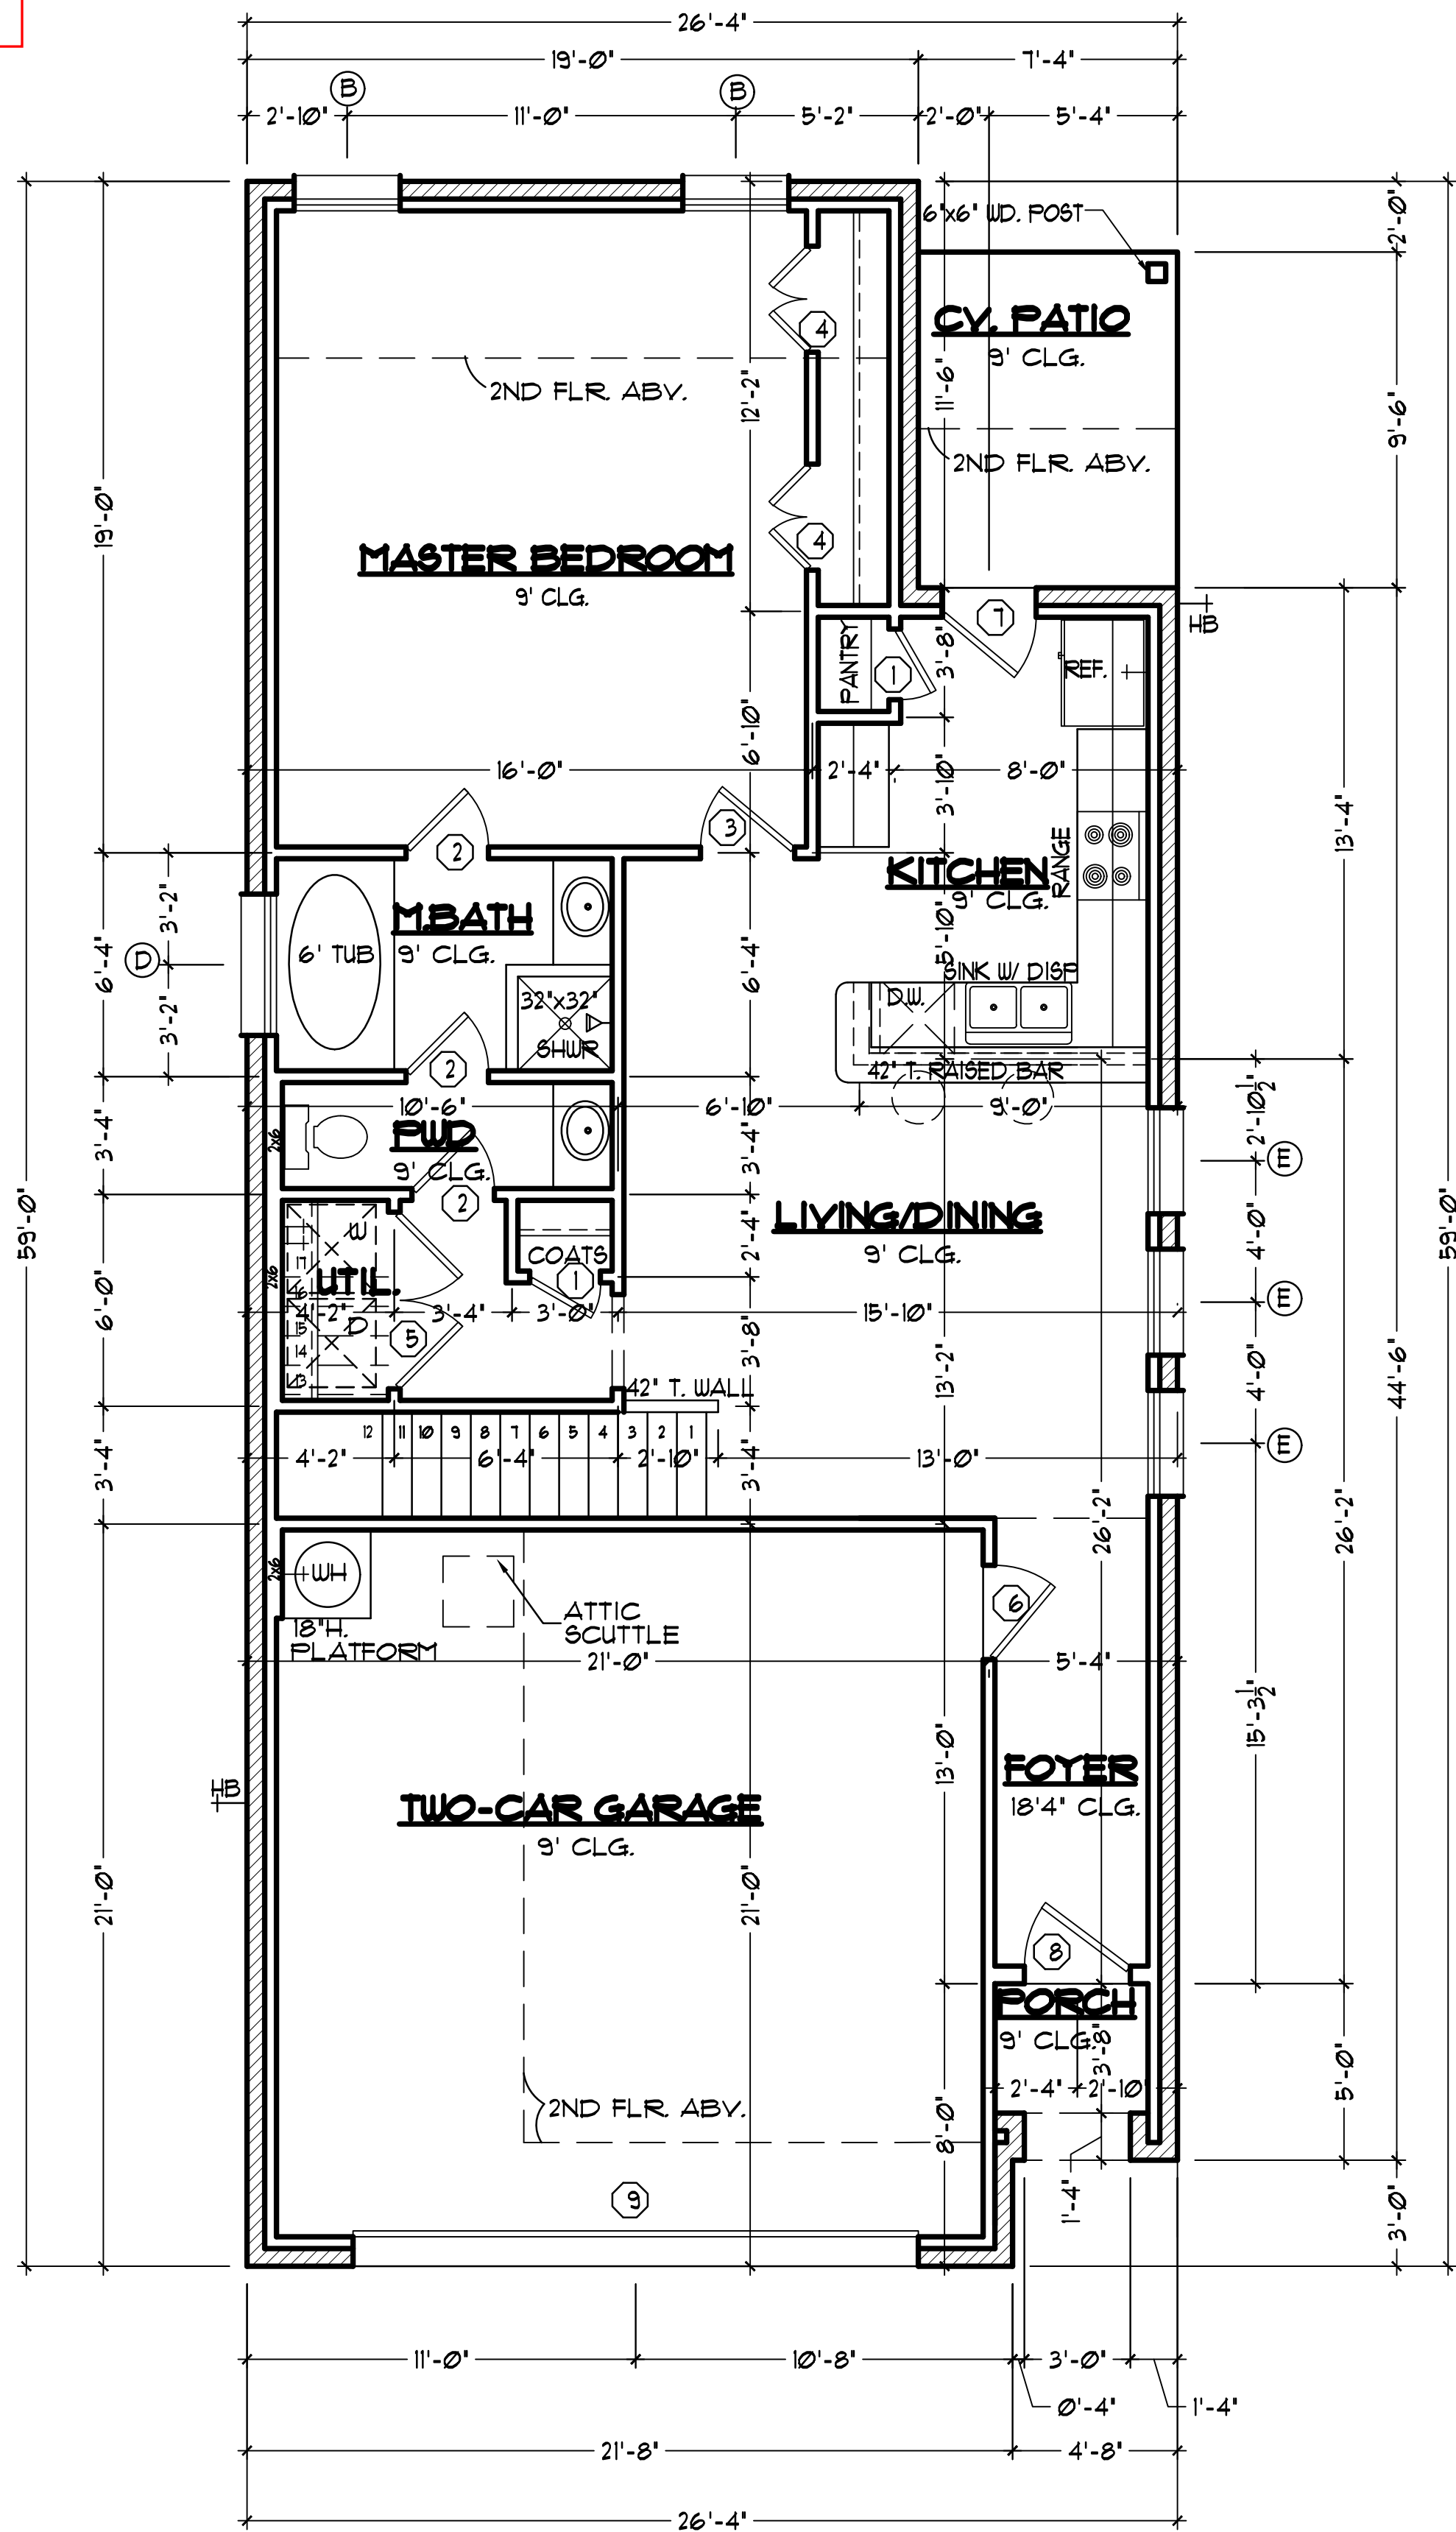 26'-4"
19'-0" 7'-4"
B B
2'-10" 11'-0" 5'-2" 2'-0" 5'-4"
6"x6" WD. POST
2'-0"
CV. PATIO
9' CLG.
4
11'-6"
12'-2"
2ND FLR. ABV.
9'-6"
2ND FLR. ABV.
19'-0"
4
MASTER BEDROOM
9' CLG.
7
HB
PANTRY
1
3'-8"
REF.
6'-10"
16'-0" 2'-4" 8'-0"
3'-10"
13'-4"
3
2
RANGE
KITCHEN
9' CLG.
3'-2"
M.BATH
9' CLG.
6' TUB
D
6'-4"
6'-4"
5'-10"
SINK W/ DISP
D.W.
32"x32"
SHWR
3'-2"
2
42" T. RAISED BAR
2'-10 1/2"
10'-6" 6'-10" 9'-0"
2x6
PWD
9' CLG.
3'-4"
3'-4"
E
2
59'-0"
59'-0"
LIVING/DINING
9' CLG.
W
2'-4"
4'-0"
COATS
1
2x6
UTIL.
E
6'-0"
4'-2" 3'-4" 3'-0" 15'-10"
17
16
15
14
13
D
5
3'-8"
13'-2"
4'-0"
44'-6"
42" T. WALL
12 11 10 9 8 7 6 5 4 3 2 1
E
3'-4"
4'-2" 6'-4" 2'-10" 13'-0"
3'-4"
26'-2"
26'-2"
2x6
WH
18"H.
PLATFORM
ATTIC
SCUTTLE
6
21'-0" 5'-4"
15'-3 1/2"
13'-0"
FOYER
18'4" CLG.
HB
TWO-CAR GARAGE
9' CLG.
21'-0"
21'-0"
8
PORCH
9' CLG.
3'-8"
2'-4" 2'-10"
5'-0"
2ND FLR. ABV.
8'-0"
1'-4"
9
3'-0"
11'-0" 10'-8" 3'-0"
0'-4" 1'-4"
21'-8" 4'-8"
26'-4"